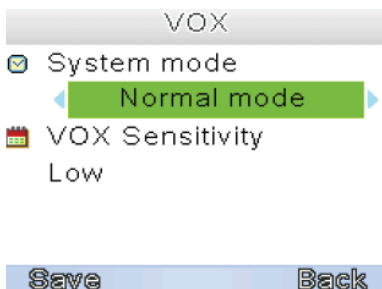 VOX
System mode
Normal mode
VOX Sensitivity
Low
Save Back